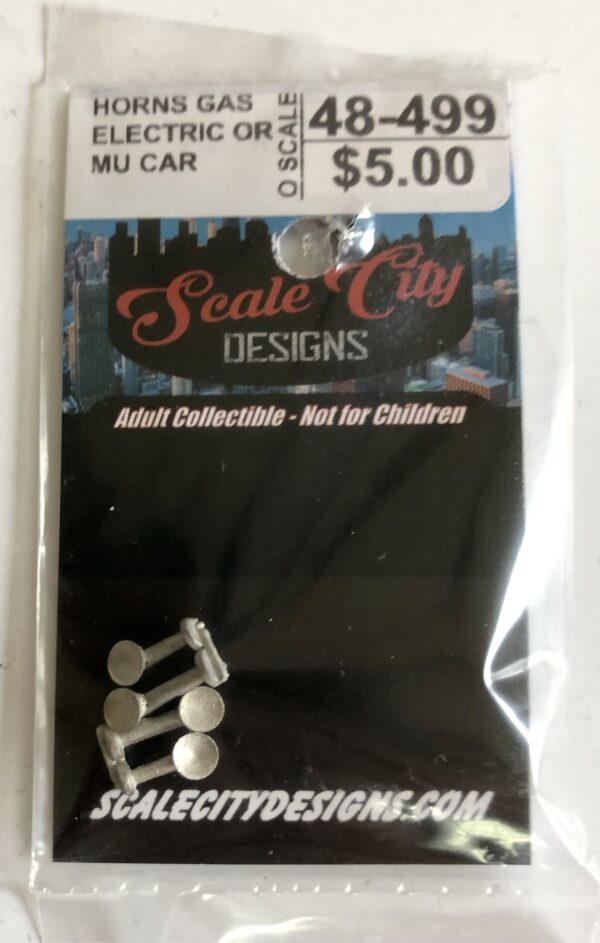 HORNS GAS
ELECTRIC OR
MU CAR
O SCALE
48-499
$5.00
Scale City
DESIGNS
Adult Collectible - Not for Children
SCALECITYDESIGNS.COM